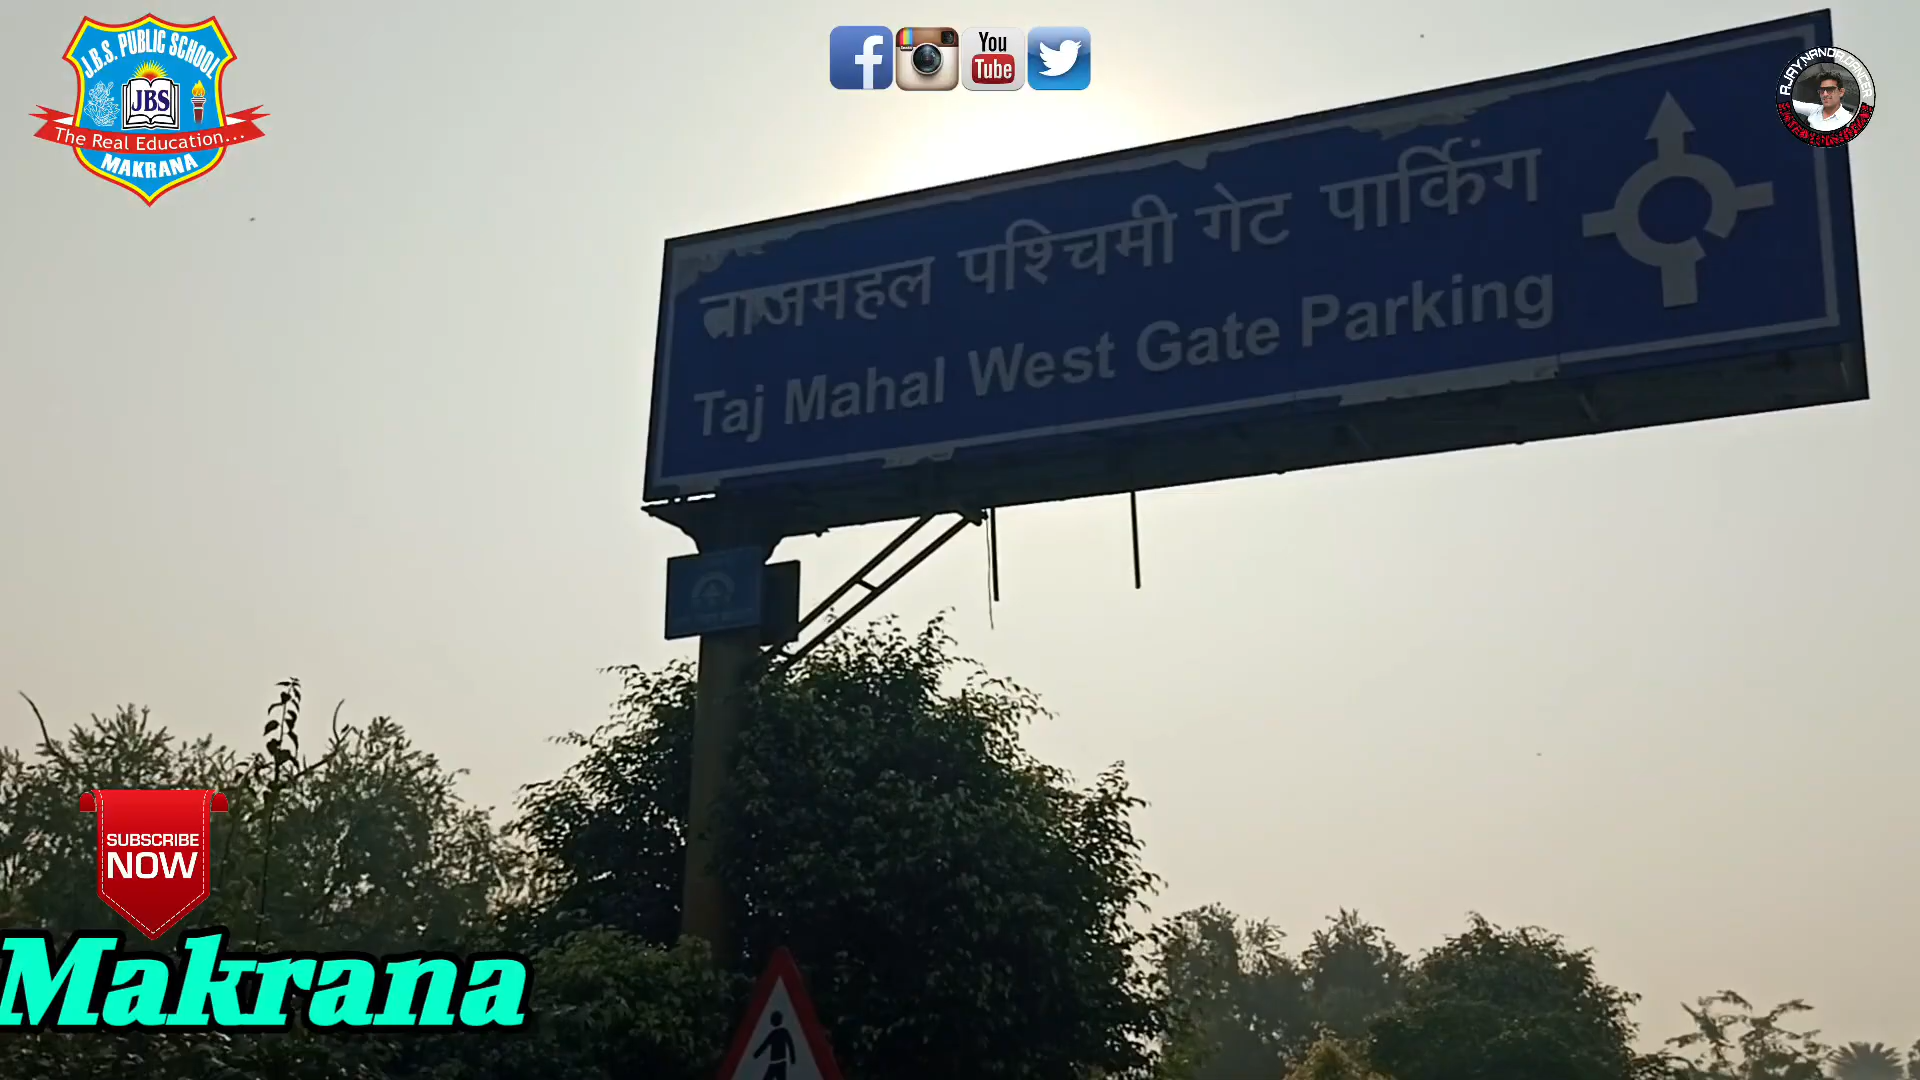 J.B.S. PUBLIC SCHOOL
JBS
The Real Education...
MAKRANA
You
Tube
ताजमहल पश्चिमी गेट पार्किंग
Taj Mahal West Gate Parking
SUBSCRIBE
NOW
Makrana